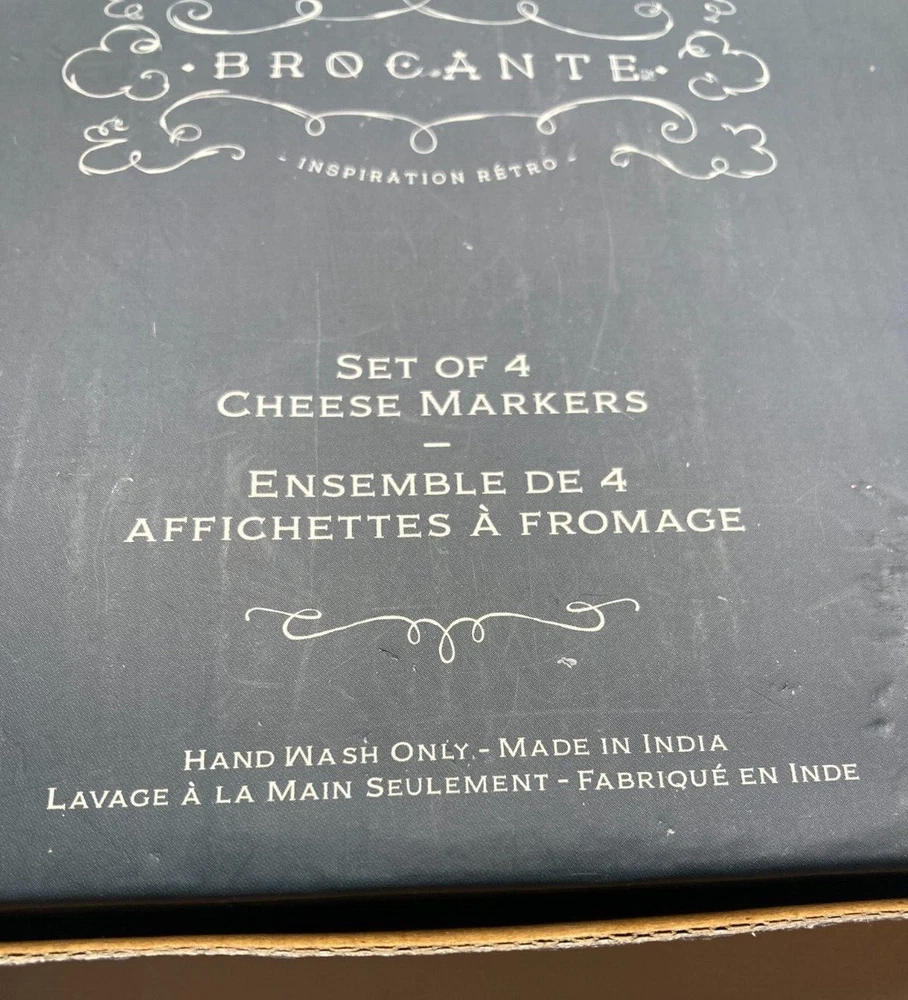 · BROCANTE ·
- INSPIRATION RÉTRO -
SET OF 4
CHEESE MARKERS
–
ENSEMBLE DE 4
AFFICHETTES À FROMAGE
HAND WASH ONLY - MADE IN INDIA
LAVAGE À LA MAIN SEULEMENT - FABRIQUÉ EN INDE